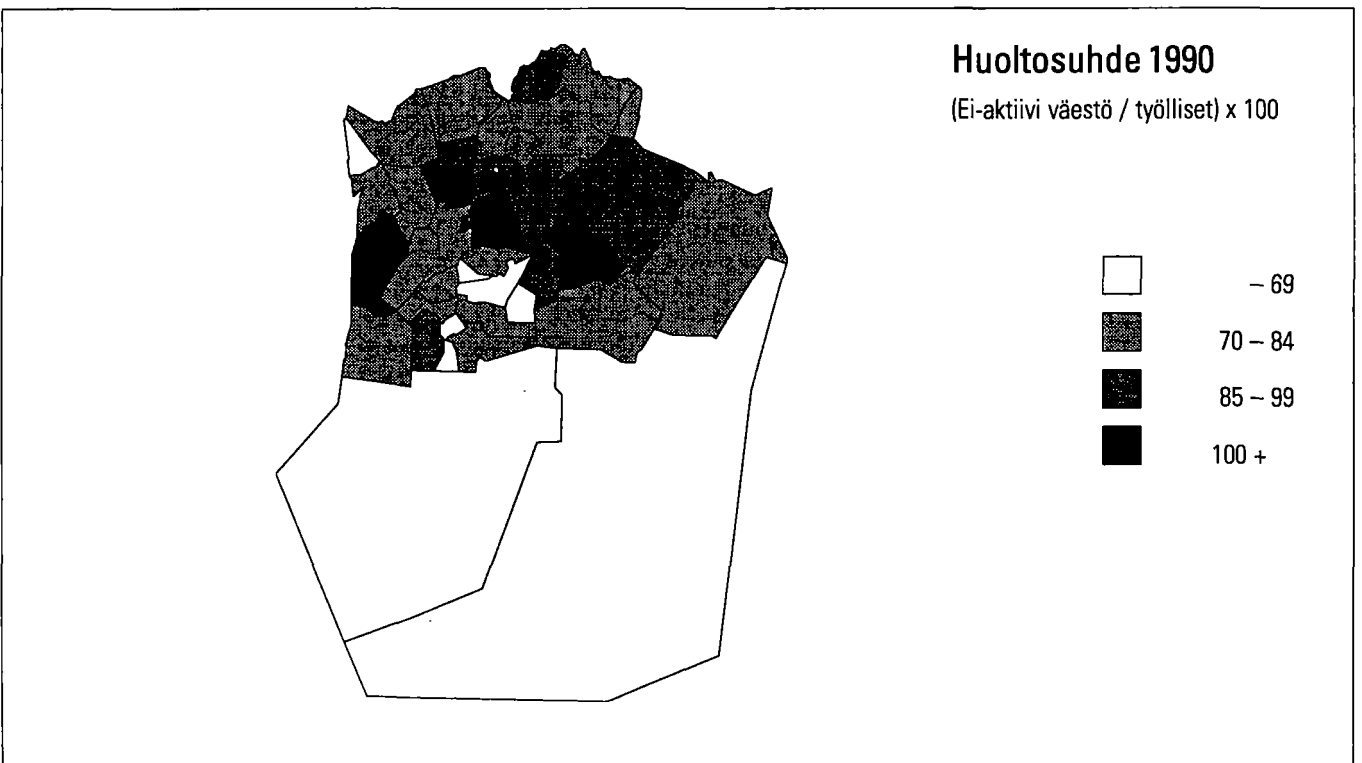 Huoltosuhde 1990
(Ei-aktiivi väestö / työlliset) x 100
– 69
70 – 84
85 – 99
100 +